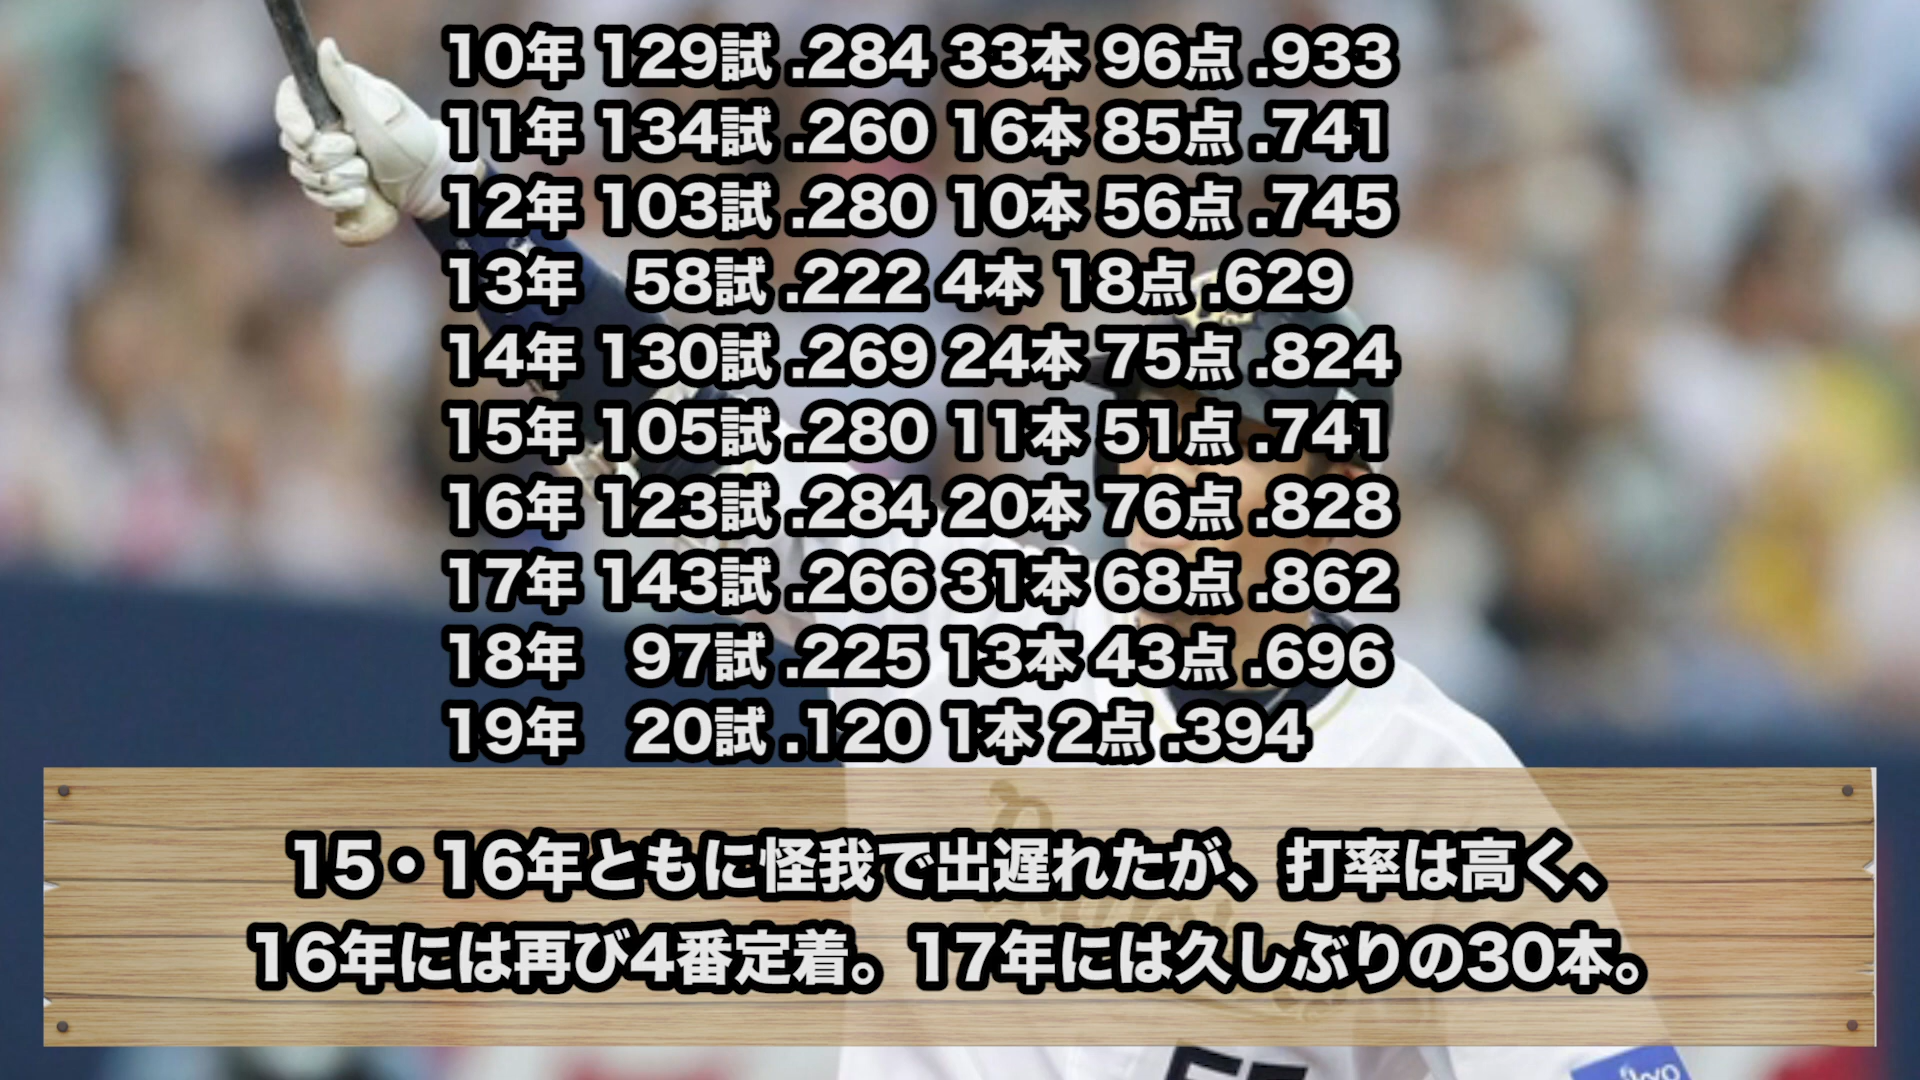 10年 129試 .284 33本 96点 .933
11年 134試 .260 16本 85点 .741
12年 103試 .280 10本 56点 .745
13年 58試 .222 4本 18点 .629
14年 130試 .269 24本 75点 .824
15年 105試 .280 11本 51点 .741
16年 123試 .284 20本 76点 .828
17年 143試 .266 31本 68点 .862
18年 97試 .225 13本 43点 .696
19年 20試 .120 1本 2点 .394
15・16年ともに怪我で出遅れたが、打率は高く、
16年には再び4番定着。17年には久しぶりの30本。